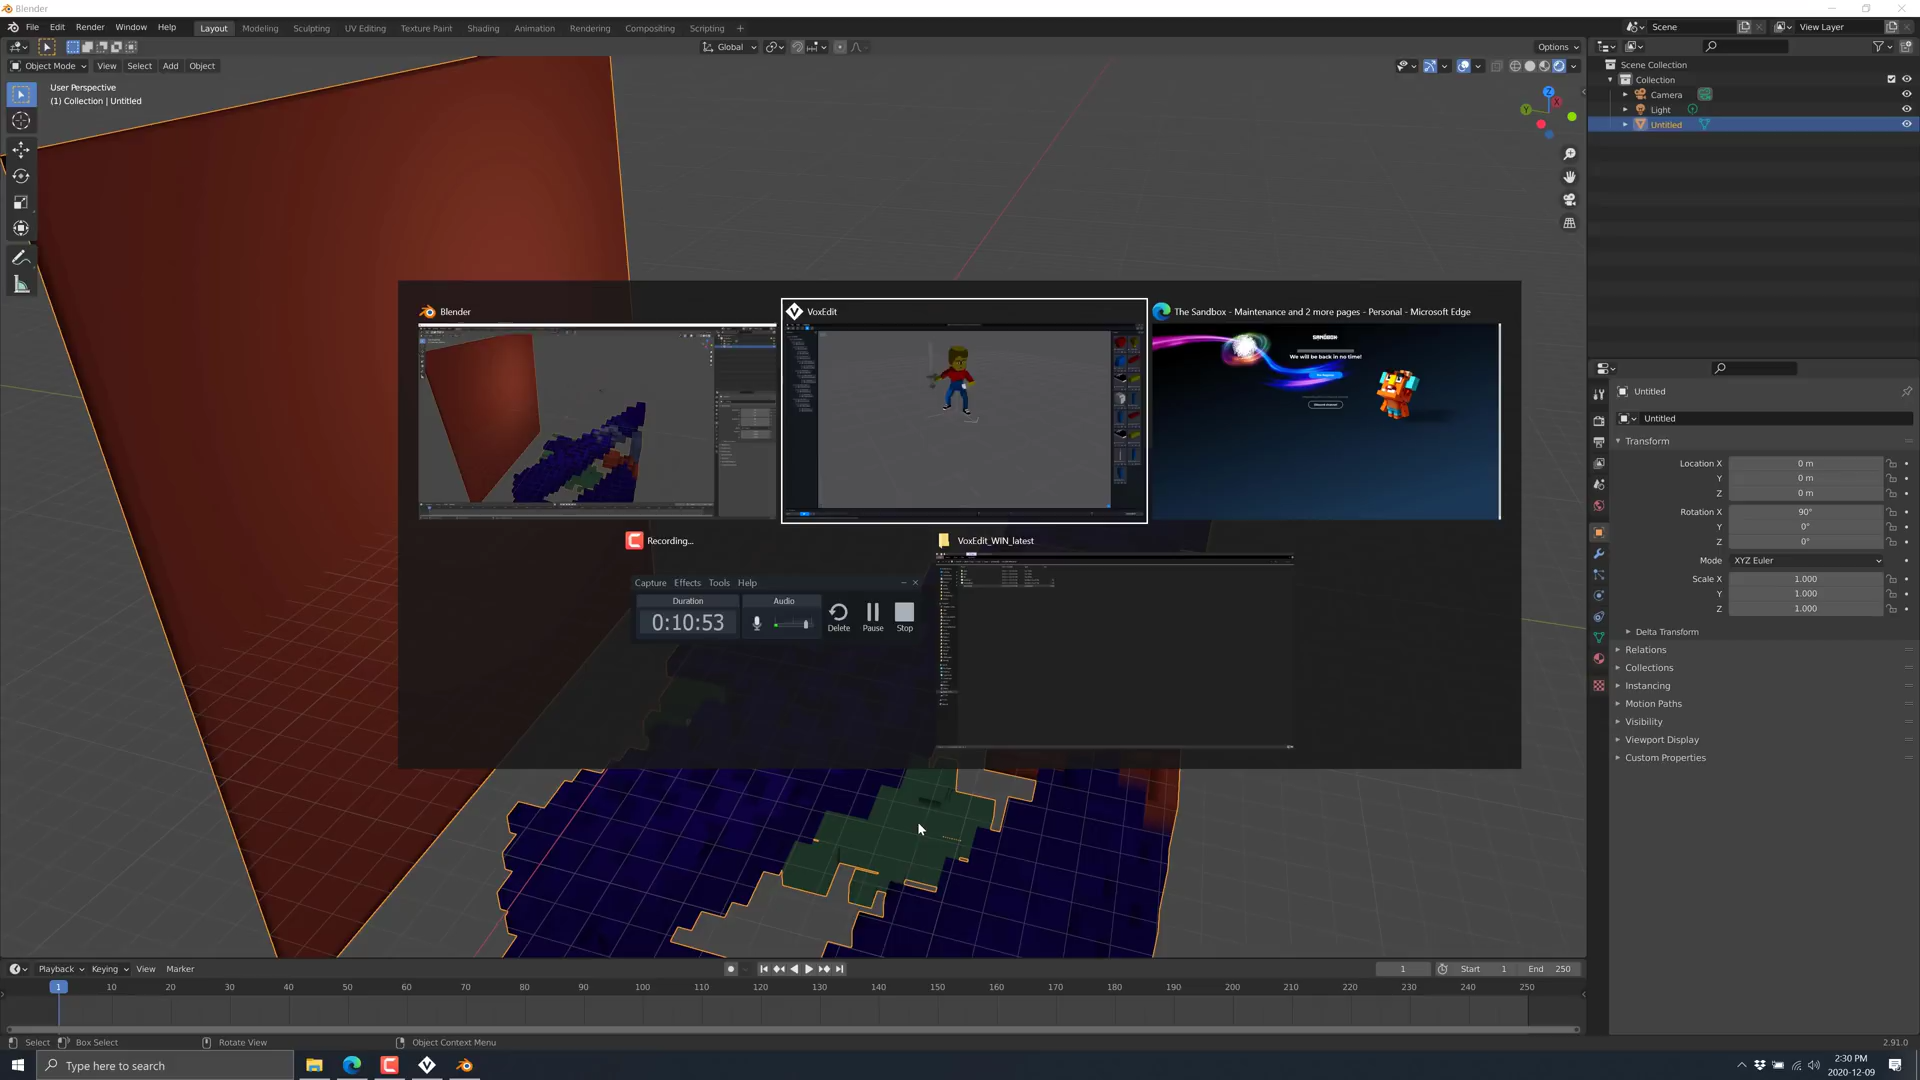 Blender
File Edit Render Window Help Layout Modeling Sculpting UV Editing Texture Paint Shading Animation Rendering Compositing Scripting + Scene View Layer
Global Options
Object Mode View Select Add Object
User Perspective
(1) Collection | Untitled
Scene Collection
Collection
Camera
Light
Untitled
Z
Y
X
Blender
VoxEdit
The Sandbox - Maintenance and 2 more pages - Personal - Microsoft Edge
SANDBOX
We will be back in no time!
Recording...
VoxEdit_WIN_latest
Capture Effects Tools Help
Duration Audio
0:10:53
Delete Pause Stop
Untitled
Untitled
Transform
Location X 0 m
Y 0 m
Z 0 m
Rotation X 90°
Y 0°
Z 0°
Mode XYZ Euler
Scale X 1.000
Y 1.000
Z 1.000
Delta Transform
Relations
Collections
Instancing
Motion Paths
Visibility
Viewport Display
Custom Properties
Playback Keying View Marker 1 Start 1 End 250
1 10 20 30 40 50 60 70 80 90 100 110 120 130 140 150 160 170 180 190 200 210 220 230 240 250
Select Box Select Rotate View Object Context Menu 2.91.0
Type here to search
2:30 PM
2020-12-09